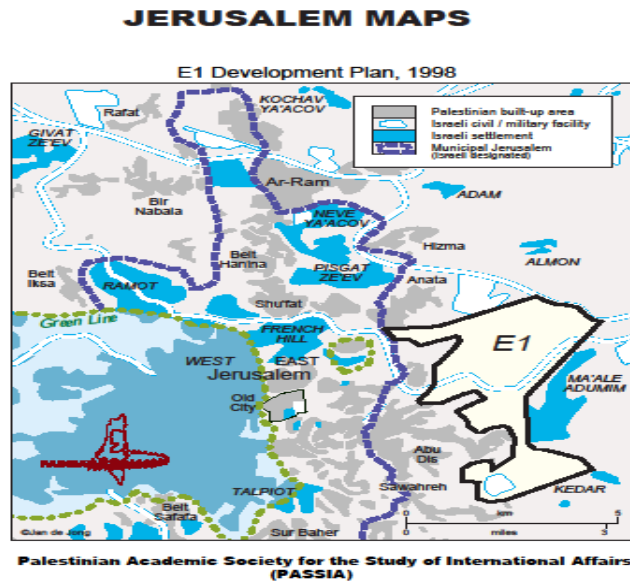 JERUSALEM MAPS
E1 Development Plan, 1998
KOCHAV
YA'ACOV
Rafat
GIVAT
ZE'EV
Palestinian built-up area
Israeli civil / military facility
Israeli settlement
Municipal Jerusalem
(Israeli designated)
Ar-Ram
ADAM
Bir
Nabala
NEVE
YA'ACOV
Hizma
ALMON
Beit
Hanina
PISGAT
ZE'EV
Anata
Beit
Iksa
RAMOT
Shuffat
Green Line
FRENCH
HILL
E1
WEST
EAST
Jerusalem
MA'ALE
ADUMIM
Old
City
Abu
Dis
Sawahreh
KEDAR
TALPIOT
Beit
Safafa
Sur Baher
0 km 5
miles 3
©Jan de Jong
Palestinian Academic Society for the Study of International Affairs
(PASSIA)